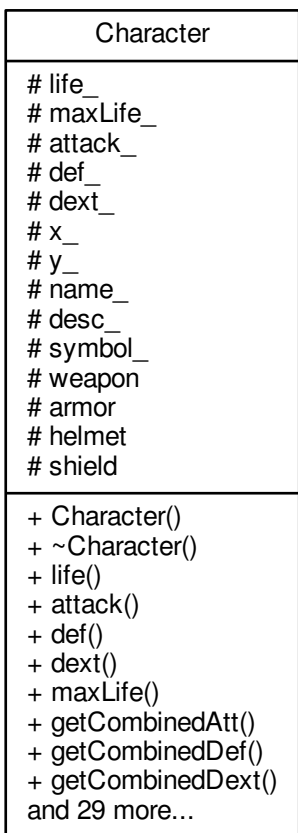 Character
# life_
# maxLife_
# attack_
# def_
# dext_
# x_
# y_
# name_
# desc_
# symbol_
# weapon
# armor
# helmet
# shield
+ Character()
+ ~Character()
+ life()
+ attack()
+ def()
+ dext()
+ maxLife()
+ getCombinedAtt()
+ getCombinedDef()
+ getCombinedDext()
and 29 more...